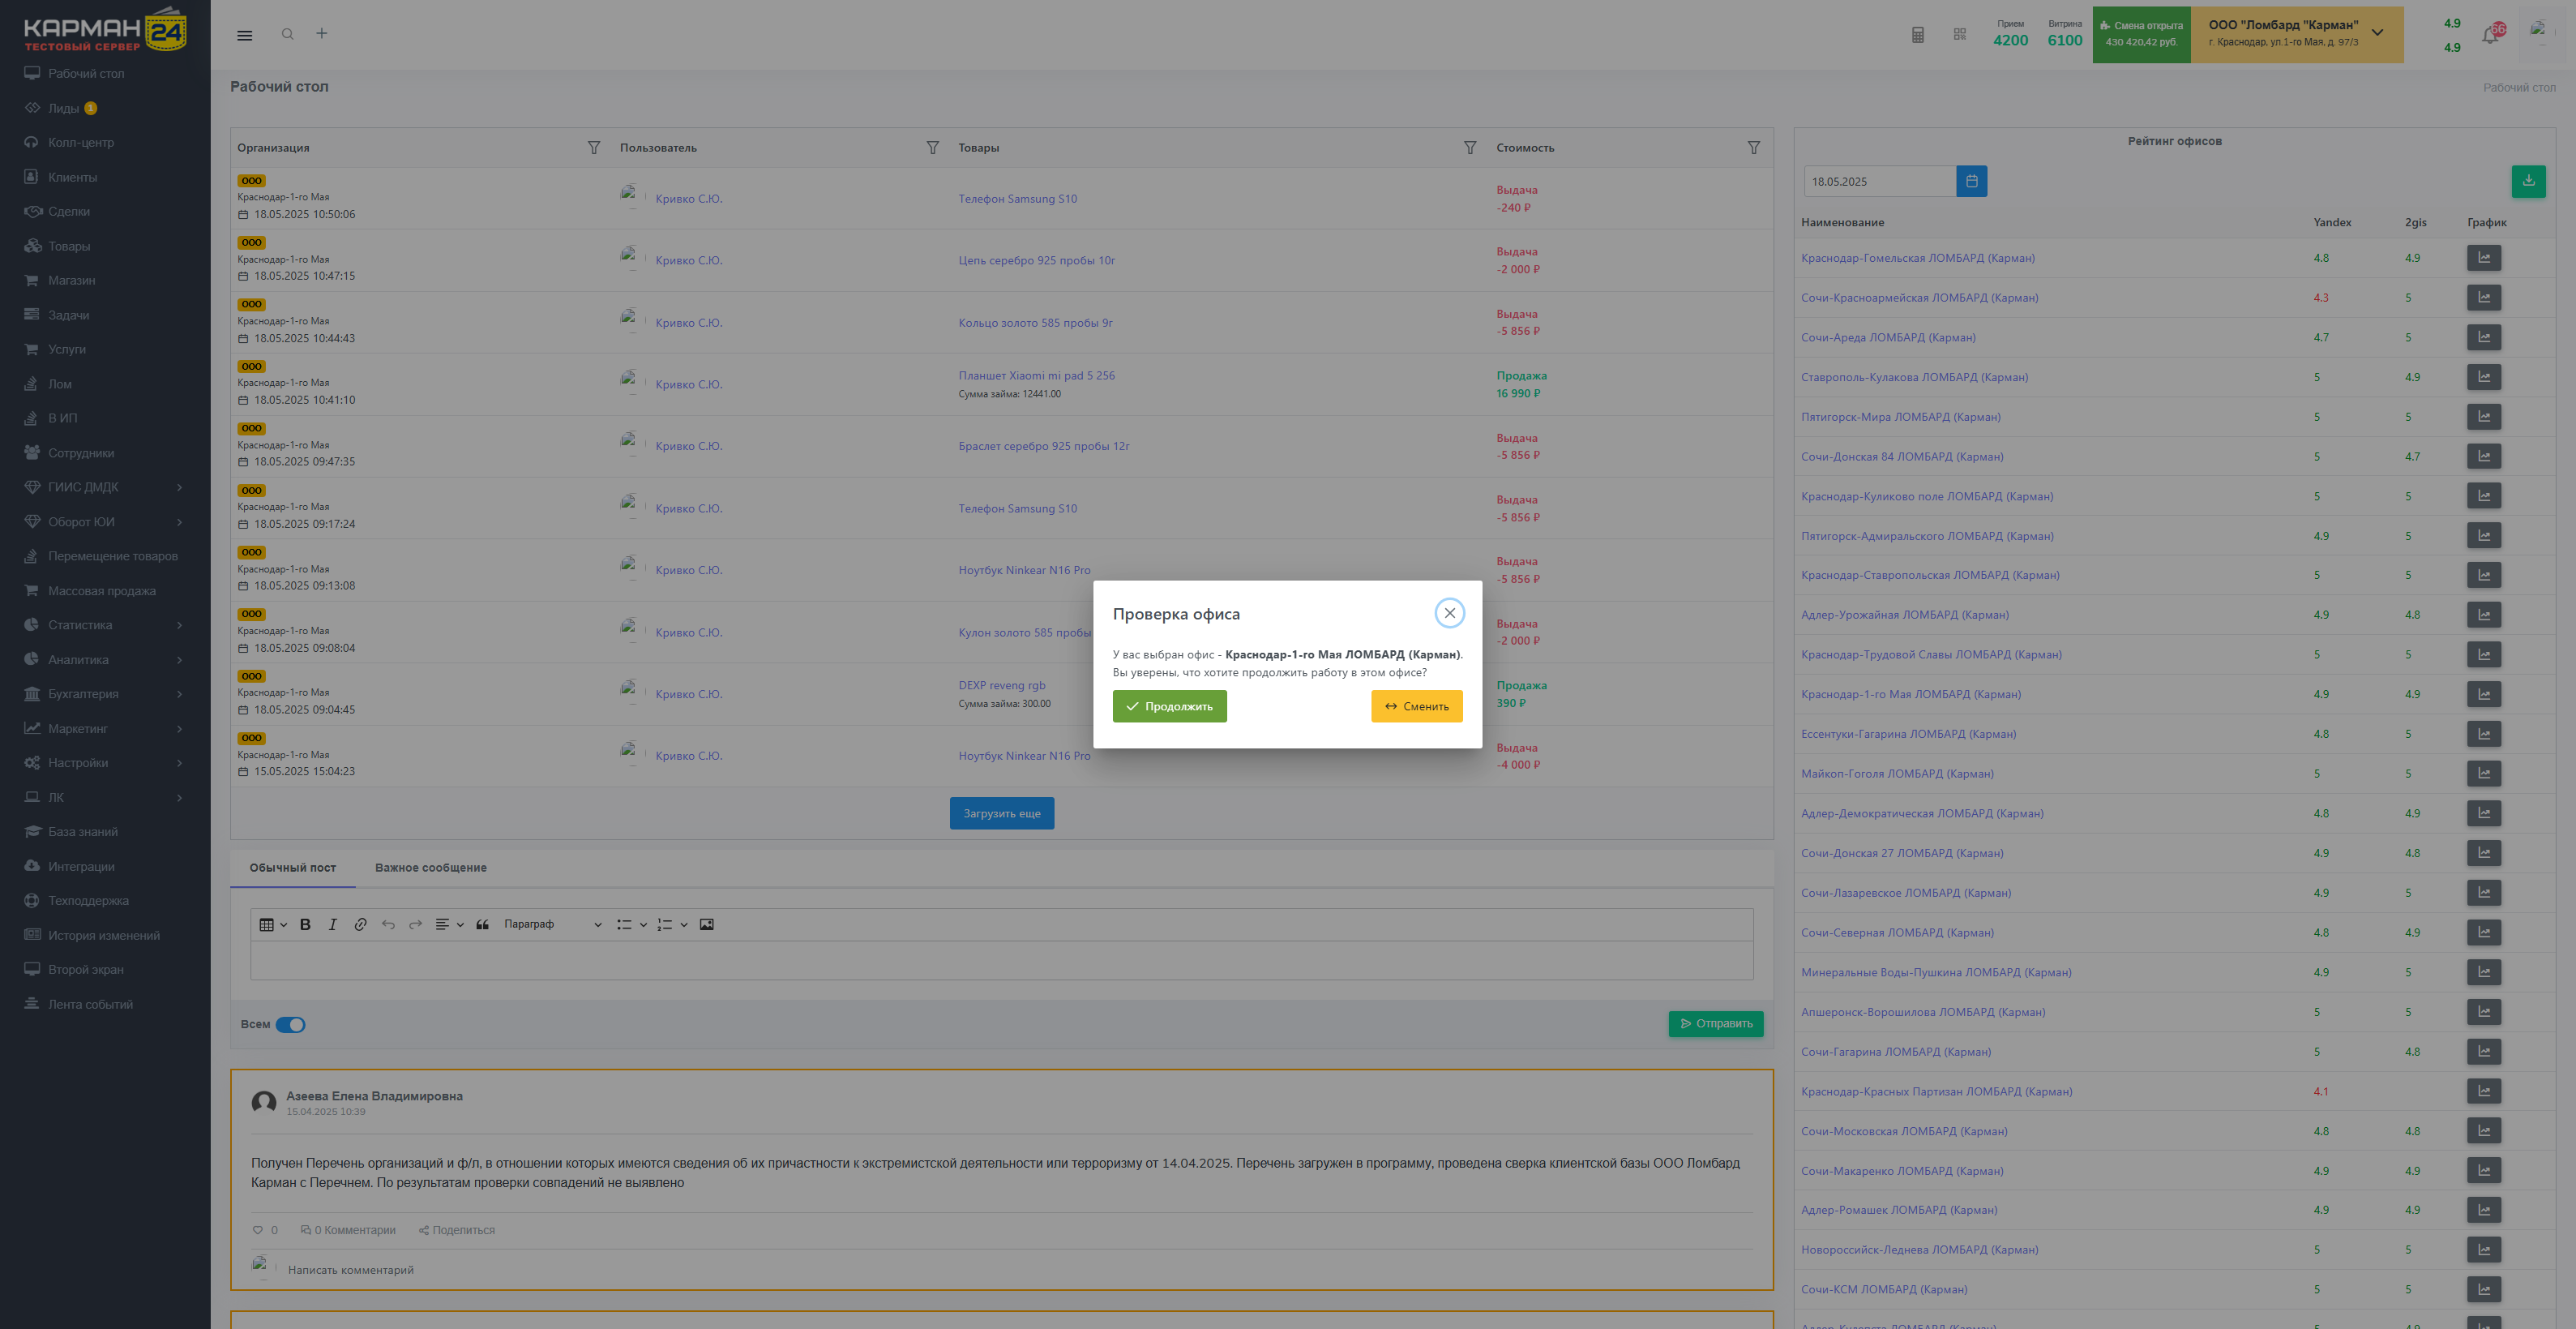 КАРМАН 24
ТЕСТОВЫЙ СЕРВЕР
Рабочий стол
Лиды 1
Колл-центр
Клиенты
Сделки
Товары
Магазин
Задачи
Услуги
Лом
В ИП
Сотрудники
ГИИС ДМДК
Оборот ЮИ
Перемещение товаров
Массовая продажа
Статистика
Аналитика
Бухгалтерия
Маркетинг
Настройки
ЛК
База знаний
Интеграции
Техподдержка
История изменений
Второй экран
Лента событий
Прием
4200
Витрина
6100
Смена открыта
430 420,42 руб.
ООО "Ломбард "Карман"
г. Краснодар, ул.1-го Мая, д. 97/3
4.9
4.9
Рабочий стол
Рабочий стол
Организация Пользователь Товары Стоимость
ООО
Краснодар-1-го Мая
18.05.2025 10:50:06
Кривко С.Ю.
Телефон Samsung S10
Выдача
-240 ₽
ООО
Краснодар-1-го Мая
18.05.2025 10:47:15
Кривко С.Ю.
Цепь серебро 925 пробы 10г
Выдача
-2 000 ₽
ООО
Краснодар-1-го Мая
18.05.2025 10:44:43
Кривко С.Ю.
Кольцо золото 585 пробы 9г
Выдача
-5 856 ₽
ООО
Краснодар-1-го Мая
18.05.2025 10:41:10
Кривко С.Ю.
Планшет Xiaomi mi pad 5 256
Сумма займа: 12441.00
Продажа
16 990 ₽
ООО
Краснодар-1-го Мая
18.05.2025 09:47:35
Кривко С.Ю.
Браслет серебро 925 пробы 12г
Выдача
-5 856 ₽
ООО
Краснодар-1-го Мая
18.05.2025 09:17:24
Кривко С.Ю.
Телефон Samsung S10
Выдача
-5 856 ₽
ООО
Краснодар-1-го Мая
18.05.2025 09:13:08
Кривко С.Ю.
Ноутбук Ninkear N16 Pro
Выдача
-5 856 ₽
ООО
Краснодар-1-го Мая
18.05.2025 09:08:04
Кривко С.Ю.
Кулон золото 585 пробы
Выдача
-2 000 ₽
ООО
Краснодар-1-го Мая
18.05.2025 09:04:45
Кривко С.Ю.
DEXP reveng rgb
Сумма займа: 300.00
Продажа
390 ₽
ООО
Краснодар-1-го Мая
15.05.2025 15:04:23
Кривко С.Ю.
Ноутбук Ninkear N16 Pro
Выдача
-4 000 ₽
Загрузить еще
Проверка офиса
У вас выбран офис - Краснодар-1-го Мая ЛОМБАРД (Карман).
Вы уверены, что хотите продолжить работу в этом офисе?
Продолжить
Сменить
Обычный пост Важное сообщение
Параграф
Всем
Отправить
Азеева Елена Владимировна
15.04.2025 10:39
Получен Перечень организаций и ф/л, в отношении которых имеются сведения об их причастности к экстремистской деятельности или терроризму от 14.04.2025. Перечень загружен в программу, проведена сверка клиентской базы ООО Ломбард
Карман с Перечнем. По результатам проверки совпадений не выявлено
0 0 Комментарии Поделиться
Написать комментарий
Рейтинг офисов
18.05.2025
Наименование Yandex 2gis График
Краснодар-Гомельская ЛОМБАРД (Карман) 4.8 4.9
Сочи-Красноармейская ЛОМБАРД (Карман) 4.3 5
Сочи-Ареда ЛОМБАРД (Карман) 4.7 5
Ставрополь-Кулакова ЛОМБАРД (Карман) 5 4.9
Пятигорск-Мира ЛОМБАРД (Карман) 5 5
Сочи-Донская 84 ЛОМБАРД (Карман) 5 4.7
Краснодар-Куликово поле ЛОМБАРД (Карман) 5 5
Пятигорск-Адмиральского ЛОМБАРД (Карман) 4.9 5
Краснодар-Ставропольская ЛОМБАРД (Карман) 5 5
Адлер-Урожайная ЛОМБАРД (Карман) 4.9 4.8
Краснодар-Трудовой Славы ЛОМБАРД (Карман) 5 5
Краснодар-1-го Мая ЛОМБАРД (Карман) 4.9 4.9
Ессентуки-Гагарина ЛОМБАРД (Карман) 4.8 5
Майкоп-Гоголя ЛОМБАРД (Карман) 5 5
Адлер-Демократическая ЛОМБАРД (Карман) 4.8 4.9
Сочи-Донская 27 ЛОМБАРД (Карман) 4.9 4.8
Сочи-Лазаревское ЛОМБАРД (Карман) 4.9 5
Сочи-Северная ЛОМБАРД (Карман) 4.8 4.9
Минеральные Воды-Пушкина ЛОМБАРД (Карман) 4.9 5
Апшеронск-Ворошилова ЛОМБАРД (Карман) 5 5
Сочи-Гагарина ЛОМБАРД (Карман) 5 4.8
Краснодар-Красных Партизан ЛОМБАРД (Карман) 4.1
Сочи-Московская ЛОМБАРД (Карман) 4.8 4.8
Сочи-Макаренко ЛОМБАРД (Карман) 4.9 4.9
Адлер-Ромашек ЛОМБАРД (Карман) 4.9 4.9
Новороссийск-Леднева ЛОМБАРД (Карман) 5 5
Сочи-КСМ ЛОМБАРД (Карман) 5 5